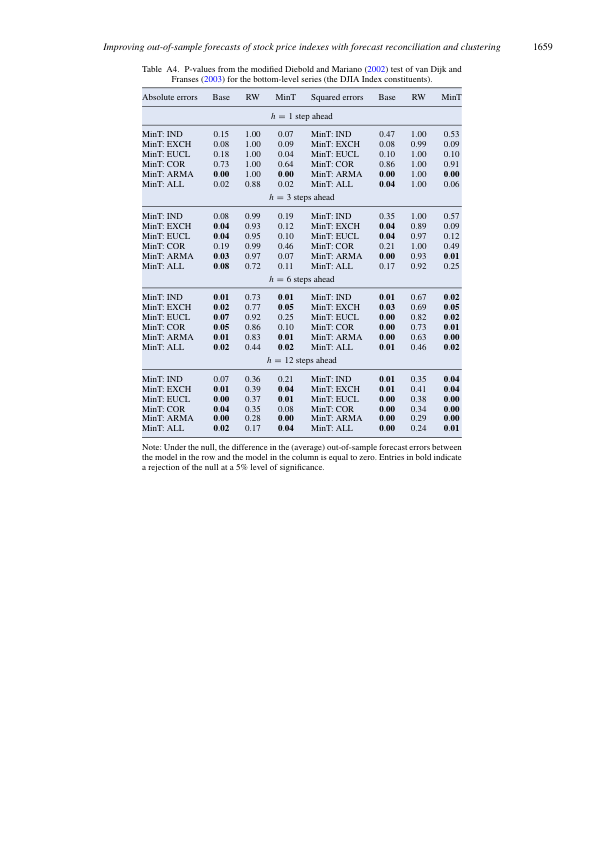 Improving out-of-sample forecasts of stock price indexes with forecast reconciliation and clustering 1659
Table A4. P-values from the modified Diebold and Mariano (2002) test of van Dijk and
Franses (2003) for the bottom-level series (the DJIA Index constituents).
Absolute errors Base RW MinT Squared errors Base RW MinT
h = 1 step ahead
MinT: IND 0.15 1.00 0.07 MinT: IND 0.47 1.00 0.53
MinT: EXCH 0.08 1.00 0.09 MinT: EXCH 0.08 0.99 0.09
MinT: EUCL 0.18 1.00 0.04 MinT: EUCL 0.10 1.00 0.10
MinT: COR 0.73 1.00 0.64 MinT: COR 0.86 1.00 0.91
MinT: ARMA 0.00 1.00 0.00 MinT: ARMA 0.00 1.00 0.00
MinT: ALL 0.02 0.88 0.02 MinT: ALL 0.04 1.00 0.06
h = 3 steps ahead
MinT: IND 0.08 0.99 0.19 MinT: IND 0.35 1.00 0.57
MinT: EXCH 0.04 0.93 0.12 MinT: EXCH 0.04 0.89 0.09
MinT: EUCL 0.04 0.95 0.10 MinT: EUCL 0.04 0.97 0.12
MinT: COR 0.19 0.99 0.46 MinT: COR 0.21 1.00 0.49
MinT: ARMA 0.03 0.97 0.07 MinT: ARMA 0.00 0.93 0.01
MinT: ALL 0.08 0.72 0.11 MinT: ALL 0.17 0.92 0.25
h = 6 steps ahead
MinT: IND 0.01 0.73 0.01 MinT: IND 0.01 0.67 0.02
MinT: EXCH 0.02 0.77 0.05 MinT: EXCH 0.03 0.69 0.05
MinT: EUCL 0.07 0.92 0.25 MinT: EUCL 0.00 0.82 0.02
MinT: COR 0.05 0.86 0.10 MinT: COR 0.00 0.73 0.01
MinT: ARMA 0.01 0.83 0.01 MinT: ARMA 0.00 0.63 0.00
MinT: ALL 0.02 0.44 0.02 MinT: ALL 0.01 0.46 0.02
h = 12 steps ahead
MinT: IND 0.07 0.36 0.21 MinT: IND 0.01 0.35 0.04
MinT: EXCH 0.01 0.39 0.04 MinT: EXCH 0.01 0.41 0.04
MinT: EUCL 0.00 0.37 0.01 MinT: EUCL 0.00 0.38 0.00
MinT: COR 0.04 0.35 0.08 MinT: COR 0.00 0.34 0.00
MinT: ARMA 0.00 0.28 0.00 MinT: ARMA 0.00 0.29 0.00
MinT: ALL 0.02 0.17 0.04 MinT: ALL 0.00 0.24 0.01
Note: Under the null, the difference in the (average) out-of-sample forecast errors between
the model in the row and the model in the column is equal to zero. Entries in bold indicate
a rejection of the null at a 5% level of significance.